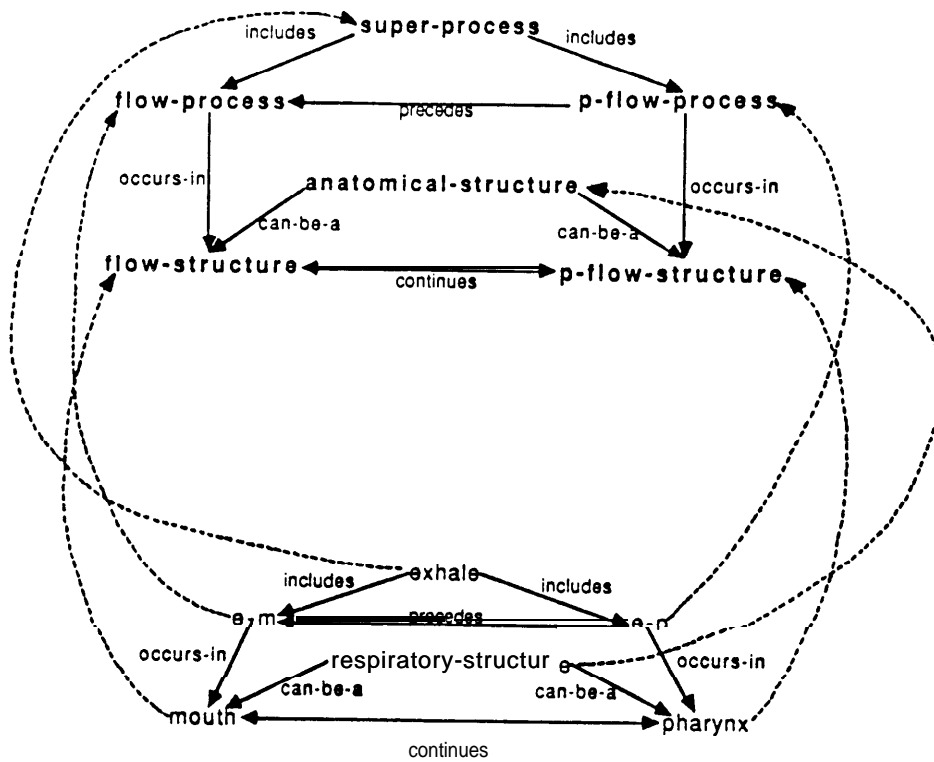 super-process
includes
includes
flow-process
p-flow-process
precedes
occurs-in
anatomical-structure
occurs-in
can-be-a
can-be-a
flow-structure
p-flow-structure
continues
exhale
includes
includes
e-m
precedes
occurs-in
respiratory-structur e
occurs-in
can-be-a
can-be-a
mouth
pharynx
continues